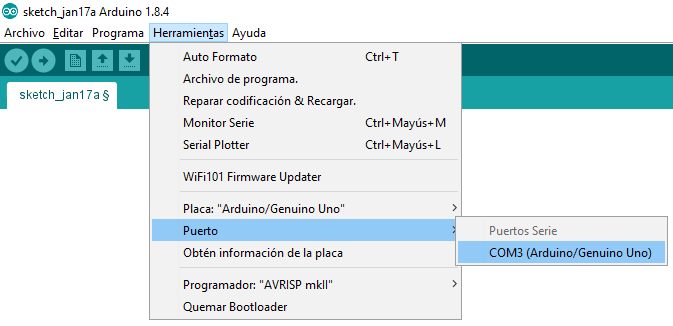 sketch_jan17a Arduino 1.8.4
Archivo Editar Programa Herramientas Ayuda
sketch_jan17a §
Auto Formato Ctrl+T
Archivo de programa.
Reparar codificación & Recargar.
Monitor Serie Ctrl+Mayús+M
Serial Plotter Ctrl+Mayús+L
WiFi101 Firmware Updater
Placa: "Arduino/Genuino Uno"
Puerto
Puertos Serie
COM3 (Arduino/Genuino Uno)
Obtén información de la placa
Programador: "AVRISP mkII"
Quemar Bootloader